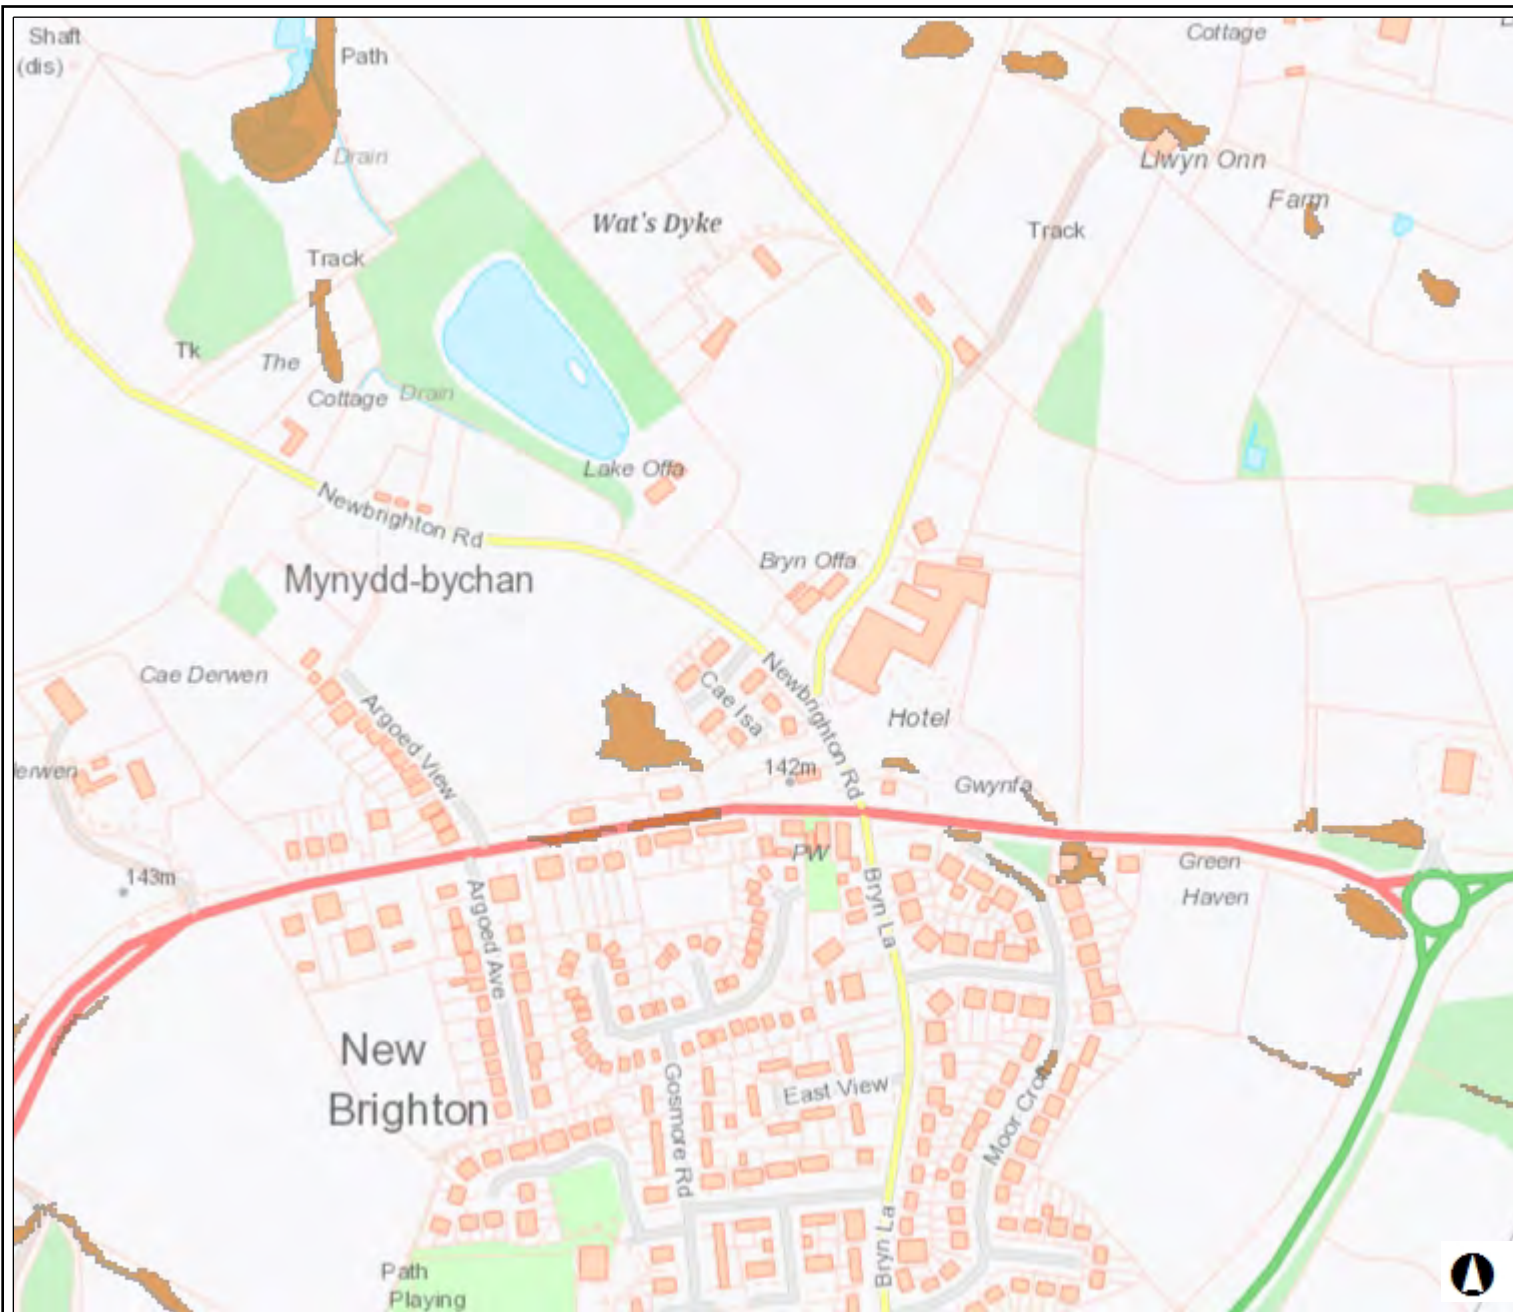 Shaft
(dis)
Path
Drain
Cottage
Llwyn Onn
Farm
Wat's Dyke
Track
Track
Tk
The
Cottage
Drain
Lake Offa
Newbrighton Rd
Mynydd-bychan
Bryn Offa
Cae Derwen
Argoed View
Cae Isa
Newbrighton Rd
Hotel
erwen
142m
Gwynfa
143m
PW
Green
Haven
Argoed Ave
Bryn La
New
Brighton
Gosmore Rd
East View
Moor Croft
Bryn La
Path
Playing